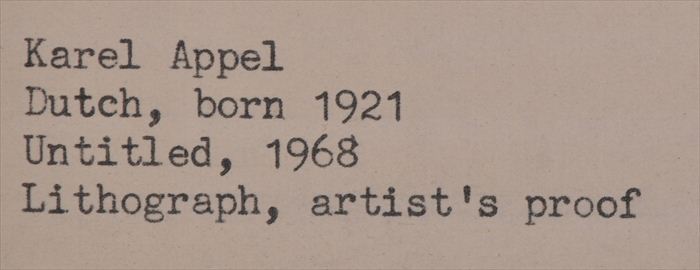 Karel Appel
Dutch, born 1921
Untitled, 1968
Lithograph, artist's proof